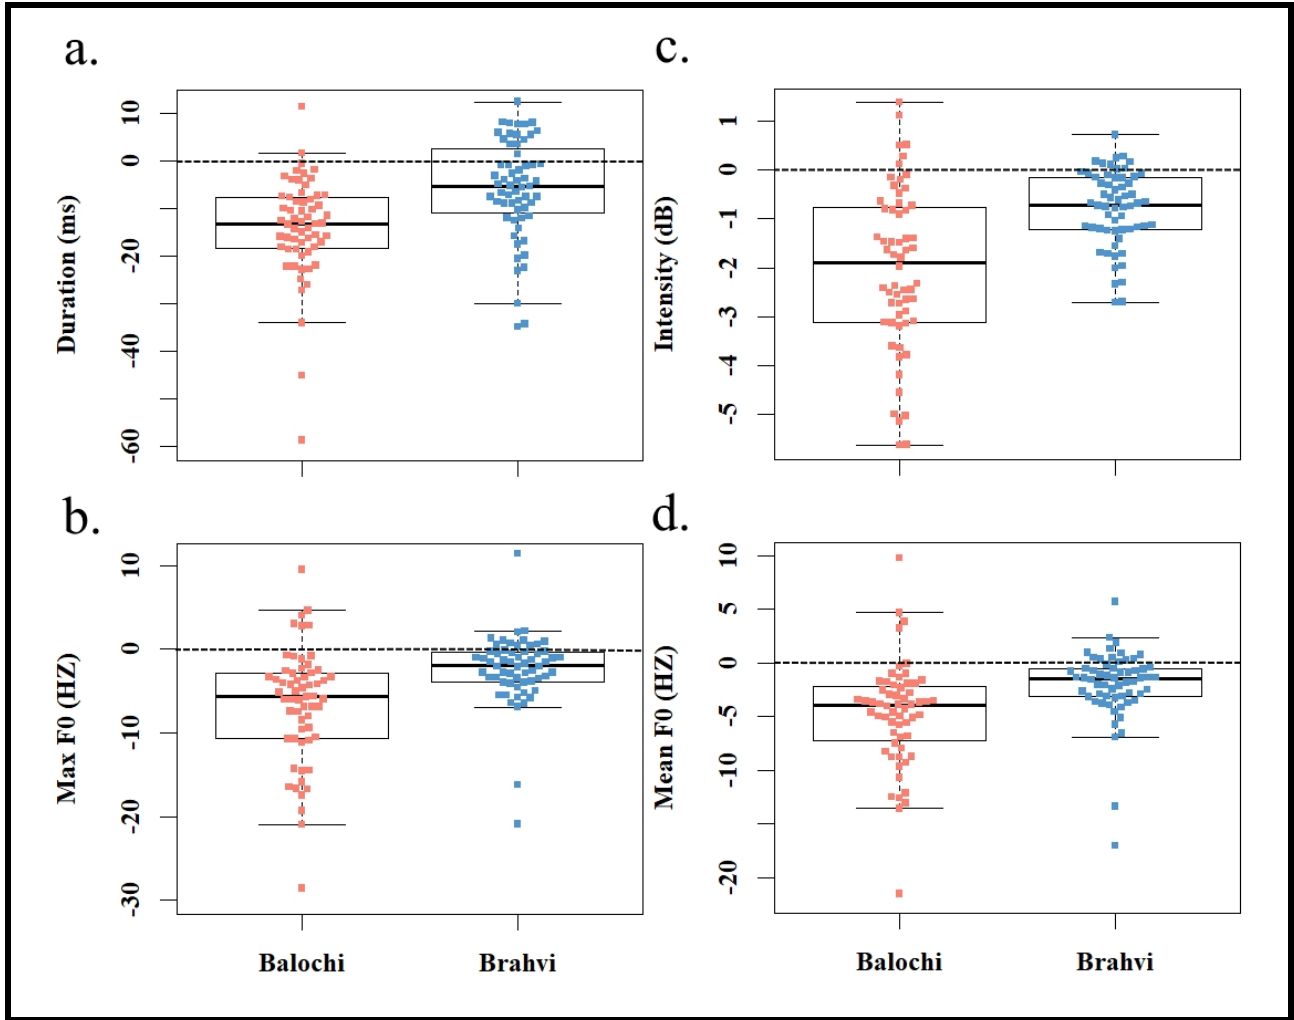 a.
Duration (ms)
10
0
-20
-40
-60
c.
Intensity (dB)
1
0
-1
-2
-3
-4
-5
b.
Max F0 (HZ)
10
0
-10
-20
-30
Balochi
Brahvi
d.
Mean F0 (HZ)
10
5
0
-5
-10
-20
Balochi
Brahvi